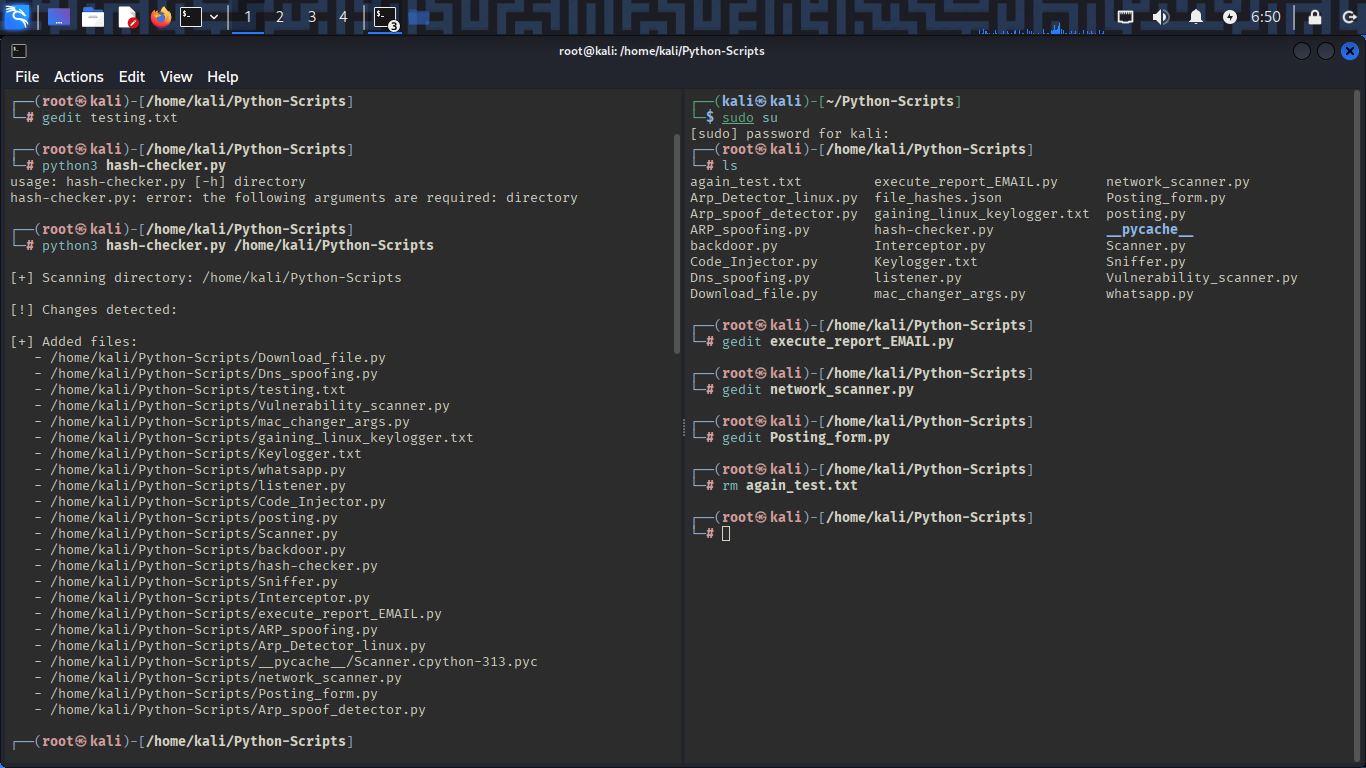 1 2 3 4 3 6:50
root@kali: /home/kali/Python-Scripts
File Actions Edit View Help
┌──(root㉿kali)-[/home/kali/Python-Scripts]
└─# gedit testing.txt
┌──(root㉿kali)-[/home/kali/Python-Scripts]
└─# python3 hash-checker.py
usage: hash-checker.py [-h] directory
hash-checker.py: error: the following arguments are required: directory
┌──(root㉿kali)-[/home/kali/Python-Scripts]
└─# python3 hash-checker.py /home/kali/Python-Scripts
[+] Scanning directory: /home/kali/Python-Scripts
[!] Changes detected:
[+] Added files:
- /home/kali/Python-Scripts/Download_file.py
- /home/kali/Python-Scripts/Dns_spoofing.py
- /home/kali/Python-Scripts/testing.txt
- /home/kali/Python-Scripts/Vulnerability_scanner.py
- /home/kali/Python-Scripts/mac_changer_args.py
- /home/kali/Python-Scripts/gaining_linux_keylogger.txt
- /home/kali/Python-Scripts/Keylogger.txt
- /home/kali/Python-Scripts/whatsapp.py
- /home/kali/Python-Scripts/listener.py
- /home/kali/Python-Scripts/Code_Injector.py
- /home/kali/Python-Scripts/posting.py
- /home/kali/Python-Scripts/Scanner.py
- /home/kali/Python-Scripts/backdoor.py
- /home/kali/Python-Scripts/hash-checker.py
- /home/kali/Python-Scripts/Sniffer.py
- /home/kali/Python-Scripts/Interceptor.py
- /home/kali/Python-Scripts/execute_report_EMAIL.py
- /home/kali/Python-Scripts/ARP_spoofing.py
- /home/kali/Python-Scripts/Arp_Detector_linux.py
- /home/kali/Python-Scripts/__pycache__/Scanner.cpython-313.pyc
- /home/kali/Python-Scripts/network_scanner.py
- /home/kali/Python-Scripts/Posting_form.py
- /home/kali/Python-Scripts/Arp_spoof_detector.py
┌──(root㉿kali)-[/home/kali/Python-Scripts]
┌──(kali㉿kali)-[~/Python-Scripts]
└─$ sudo su
[sudo] password for kali:
┌──(root㉿kali)-[/home/kali/Python-Scripts]
└─# ls
again_test.txt execute_report_EMAIL.py network_scanner.py
Arp_Detector_linux.py file_hashes.json Posting_form.py
Arp_spoof_detector.py gaining_linux_keylogger.txt posting.py
ARP_spoofing.py hash-checker.py __pycache__
backdoor.py Interceptor.py Scanner.py
Code_Injector.py Keylogger.txt Sniffer.py
Dns_spoofing.py listener.py Vulnerability_scanner.py
Download_file.py mac_changer_args.py whatsapp.py
┌──(root㉿kali)-[/home/kali/Python-Scripts]
└─# gedit execute_report_EMAIL.py
┌──(root㉿kali)-[/home/kali/Python-Scripts]
└─# gedit network_scanner.py
┌──(root㉿kali)-[/home/kali/Python-Scripts]
└─# gedit Posting_form.py
┌──(root㉿kali)-[/home/kali/Python-Scripts]
└─# rm again_test.txt
┌──(root㉿kali)-[/home/kali/Python-Scripts]
└─#